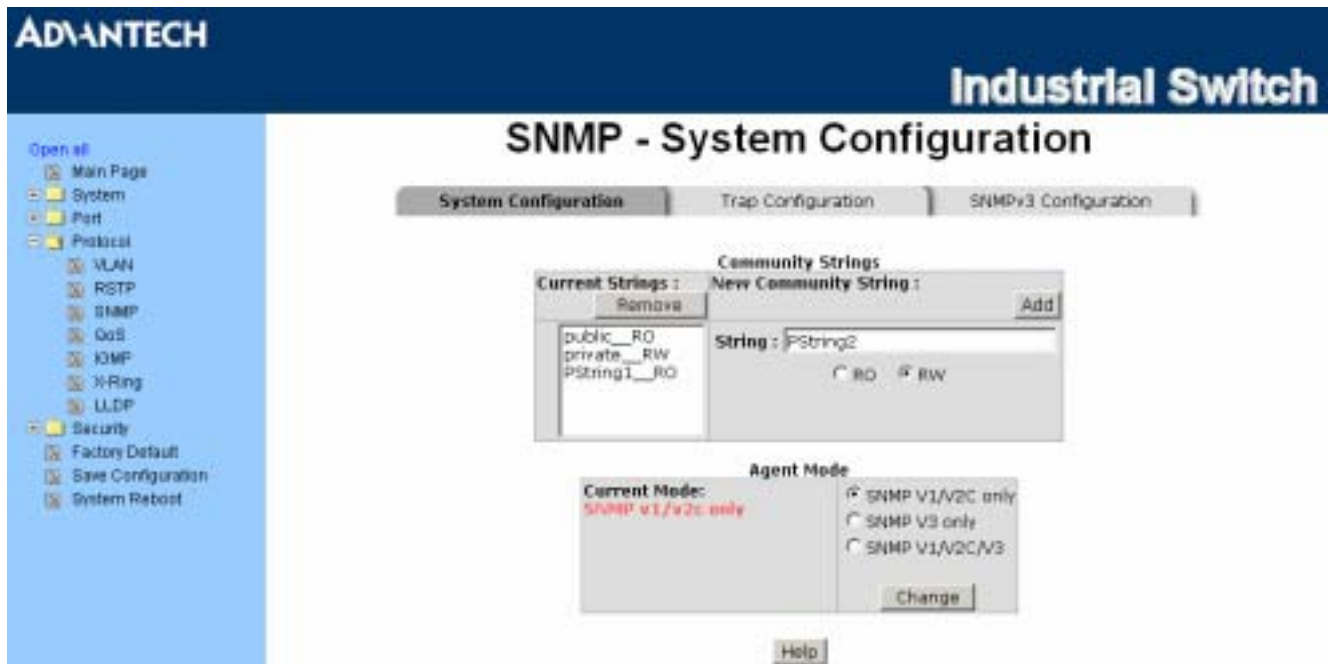 ADVANTECH
Industrial Switch
Open all
Main Page
System
Port
Protocol
VLAN
RSTP
SNMP
QoS
IGMP
X-Ring
LLDP
Security
Factory Default
Save Configuration
System Reboot
SNMP - System Configuration
System Configuration
Trap Configuration
SNMPv3 Configuration
Community Strings
Current Strings :
Remove
public__RO
private__RW
PString1__RO
New Community String :
Add
String : PString2
RO RW
Agent Mode
Current Mode:
SNMP v1/v2c only
SNMP V1/V2C only
SNMP V3 only
SNMP V1/V2C/V3
Change
Help